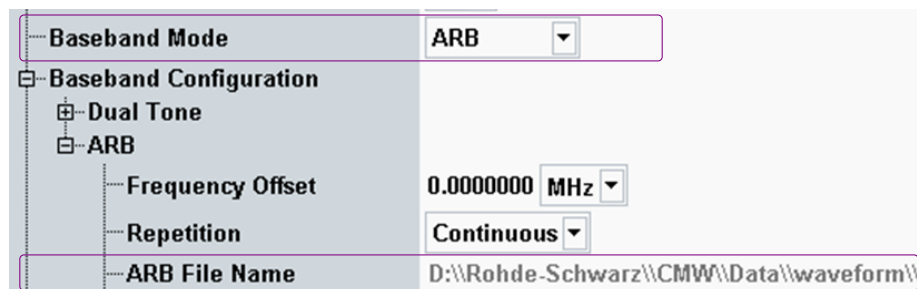 Baseband Mode ARB
Baseband Configuration
Dual Tone
ARB
Frequency Offset 0.0000000 MHz
Repetition Continuous
ARB File Name D:\\Rohde-Schwarz\\CMW\\Data\\waveform\\